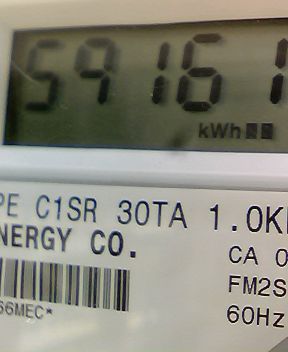 59161
kWh
PE C1SR 30TA 1.0K
NERGY CO.
CA 0
FM2S
66MEC*
60Hz